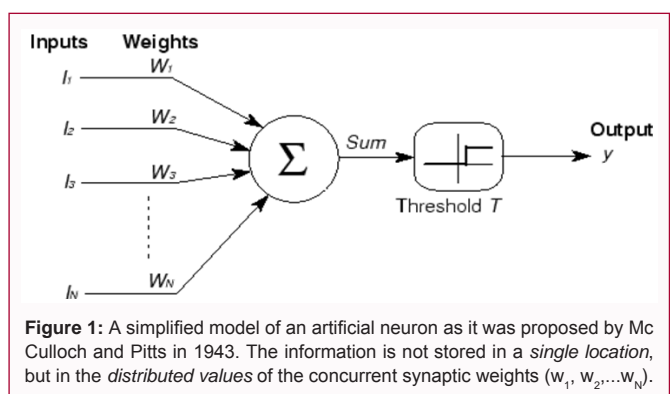 Inputs Weights
I₁ W₁
I₂ W₂
I₃ W₃
Iₙ Wₙ
Σ
Sum
Threshold T
Output
y
Figure 1: A simplified model of an artificial neuron as it was proposed by Mc
Culloch and Pitts in 1943. The information is not stored in a single location,
but in the distributed values of the concurrent synaptic weights (w₁, w₂,...wₙ).